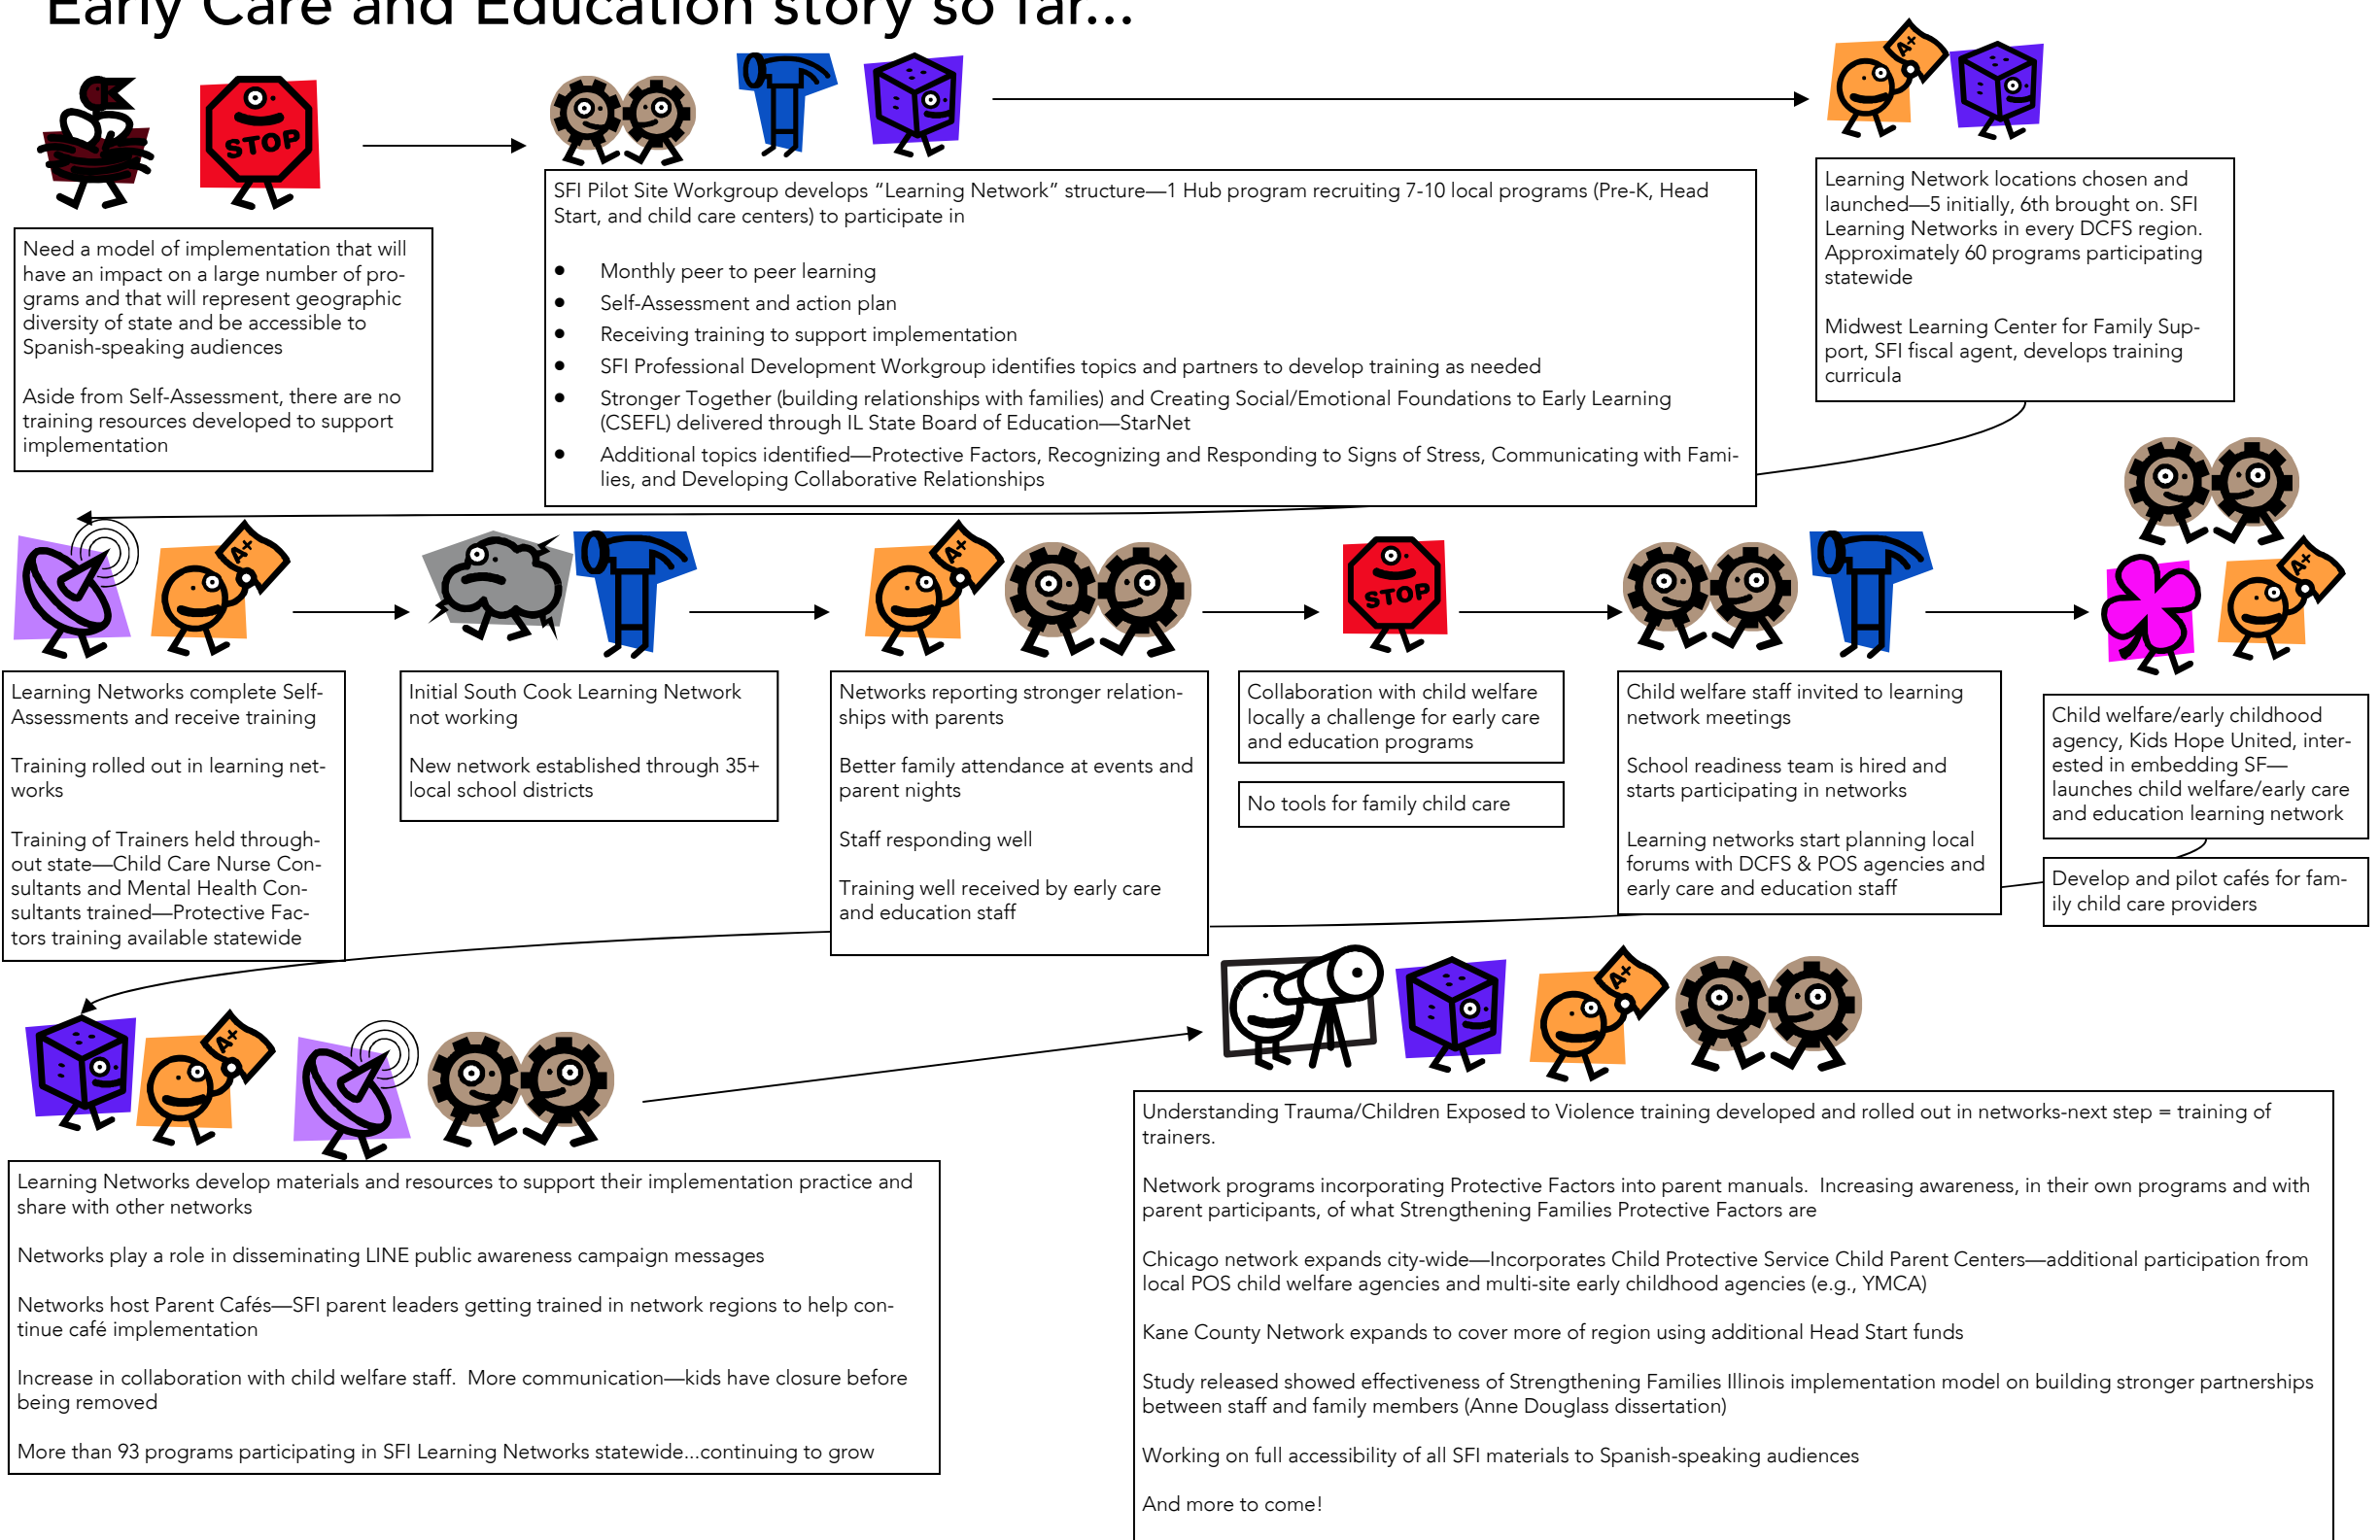 Early Care and Education story so far...
A+
STOP
Need a model of implementation that will
have an impact on a large number of pro-
grams and that will represent geographic
diversity of state and be accessible to
Spanish-speaking audiences
Aside from Self-Assessment, there are no
training resources developed to support
implementation
SFI Pilot Site Workgroup develops “Learning Network” structure—1 Hub program recruiting 7-10 local programs (Pre-K, Head
Start, and child care centers) to participate in
• Monthly peer to peer learning
• Self-Assessment and action plan
• Receiving training to support implementation
• SFI Professional Development Workgroup identifies topics and partners to develop training as needed
• Stronger Together (building relationships with families) and Creating Social/Emotional Foundations to Early Learning
(CSEFL) delivered through IL State Board of Education—StarNet
• Additional topics identified—Protective Factors, Recognizing and Responding to Signs of Stress, Communicating with Fami-
lies, and Developing Collaborative Relationships
Learning Network locations chosen and
launched—5 initially, 6th brought on. SFI
Learning Networks in every DCFS region.
Approximately 60 programs participating
statewide
Midwest Learning Center for Family Sup-
port, SFI fiscal agent, develops training
curricula
A+
A+
STOP
A+
Learning Networks complete Self-
Assessments and receive training
Training rolled out in learning net-
works
Training of Trainers held through-
out state—Child Care Nurse Con-
sultants and Mental Health Con-
sultants trained—Protective Fac-
tors training available statewide
Initial South Cook Learning Network
not working
New network established through 35+
local school districts
Networks reporting stronger relation-
ships with parents
Better family attendance at events and
parent nights
Staff responding well
Training well received by early care
and education staff
Collaboration with child welfare
locally a challenge for early care
and education programs
No tools for family child care
Child welfare staff invited to learning
network meetings
School readiness team is hired and
starts participating in networks
Learning networks start planning local
forums with DCFS & POS agencies and
early care and education staff
Child welfare/early childhood
agency, Kids Hope United, inter-
ested in embedding SF—
launches child welfare/early care
and education learning network
Develop and pilot cafés for fam-
ily child care providers
A+
A+
Learning Networks develop materials and resources to support their implementation practice and
share with other networks
Networks play a role in disseminating LINE public awareness campaign messages
Networks host Parent Cafés—SFI parent leaders getting trained in network regions to help con-
tinue café implementation
Increase in collaboration with child welfare staff.  More communication—kids have closure before
being removed
More than 93 programs participating in SFI Learning Networks statewide...continuing to grow
Understanding Trauma/Children Exposed to Violence training developed and rolled out in networks-next step = training of
trainers.
Network programs incorporating Protective Factors into parent manuals.  Increasing awareness, in their own programs and with
parent participants, of what Strengthening Families Protective Factors are
Chicago network expands city-wide—Incorporates Child Protective Service Child Parent Centers—additional participation from
local POS child welfare agencies and multi-site early childhood agencies (e.g., YMCA)
Kane County Network expands to cover more of region using additional Head Start funds
Study released showed effectiveness of Strengthening Families Illinois implementation model on building stronger partnerships
between staff and family members (Anne Douglass dissertation)
Working on full accessibility of all SFI materials to Spanish-speaking audiences
And more to come!